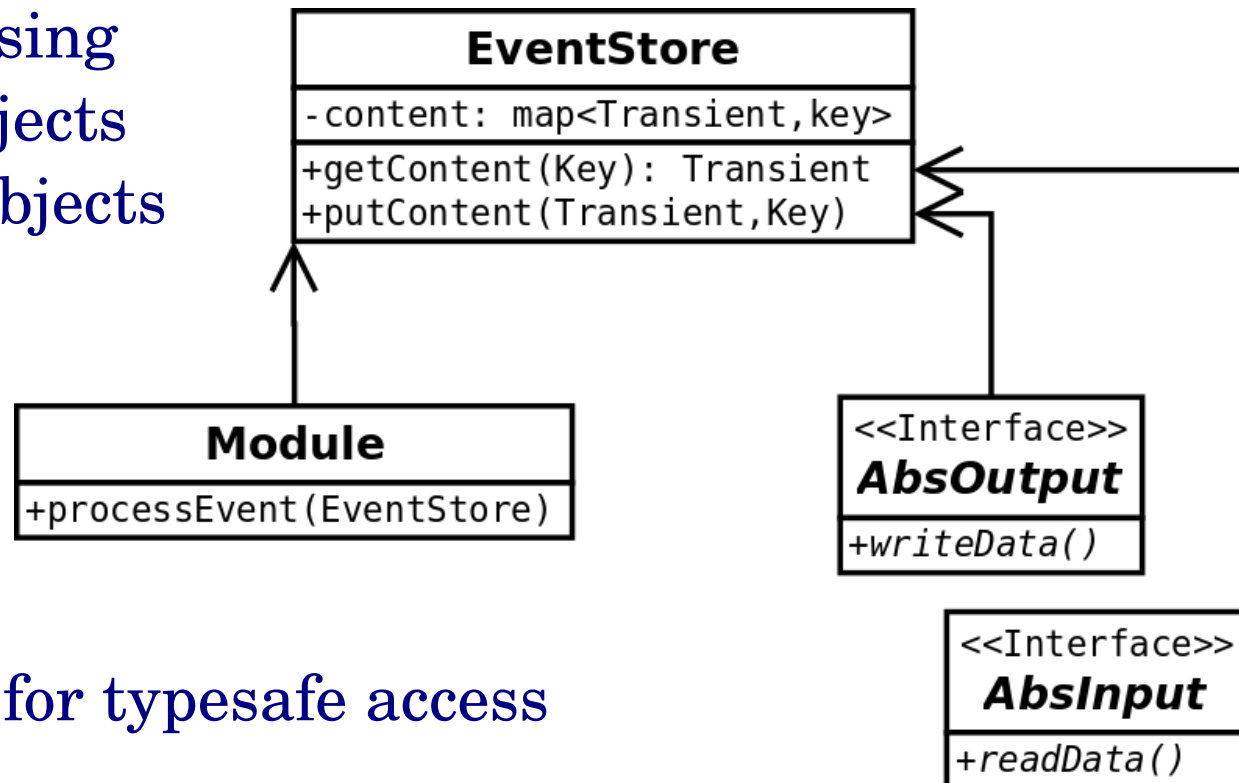 sing
jects
bjects
EventStore
-content: map<Transient,key>
+getContent(Key): Transient
+putContent(Transient,Key)
Module
+processEvent(EventStore)
<<Interface>>
AbsOutput
+writeData()
<<Interface>>
AbsInput
+readData()
for typesafe access